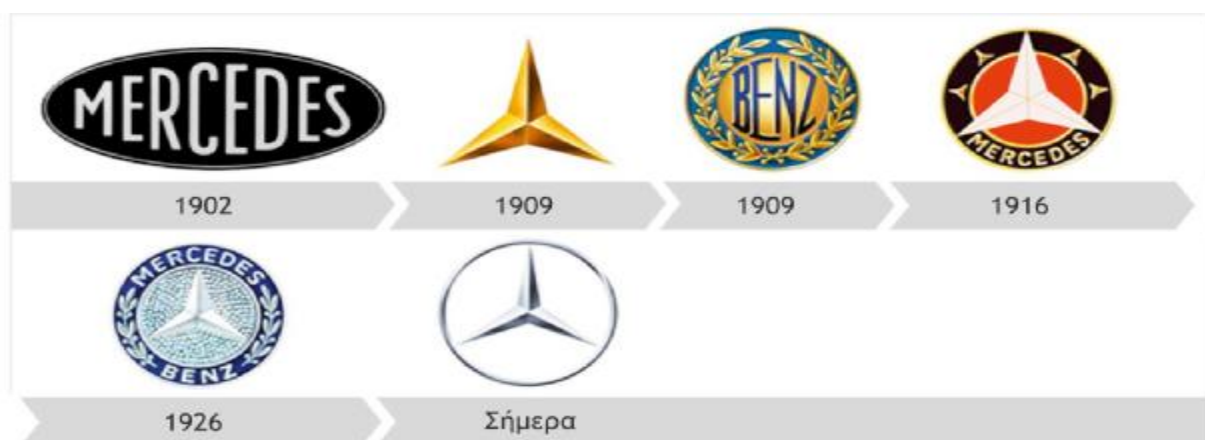 MERCEDES
BENZ
MERCEDES
1902
1909
1909
1916
MERCEDES
BENZ
1926
Σήμερα